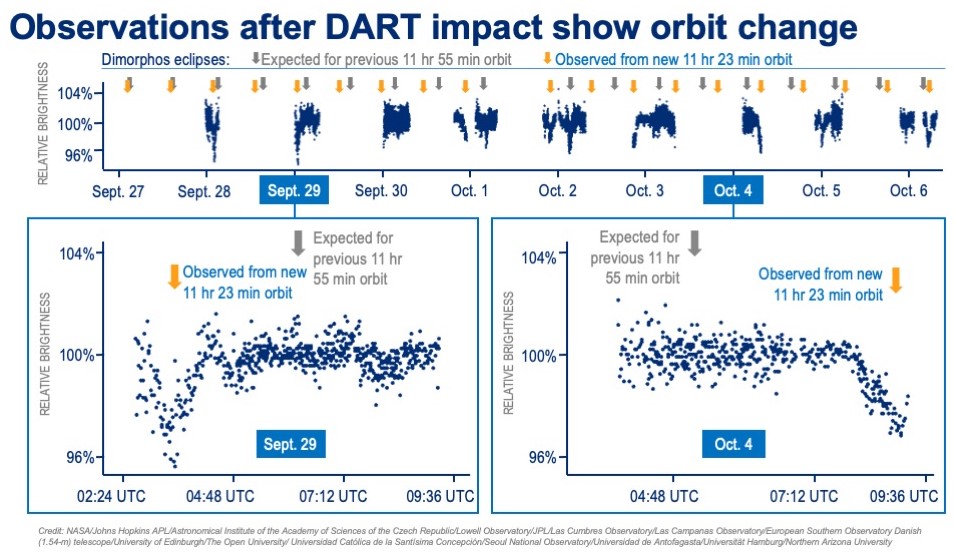 Observations after DART impact show orbit change
Dimorphos eclipses: Expected for previous 11 hr 55 min orbit Observed from new 11 hr 23 min orbit
RELATIVE BRIGHTNESS
104%
100%
96%
Sept. 27 Sept. 28 Sept. 29 Sept. 30 Oct. 1 Oct. 2 Oct. 3 Oct. 4 Oct. 5 Oct. 6
RELATIVE BRIGHTNESS
104%
100%
96%
Expected for
previous 11 hr
55 min orbit
Observed from new
11 hr 23 min orbit
Sept. 29
02:24 UTC 04:48 UTC 07:12 UTC 09:36 UTC
RELATIVE BRIGHTNESS
104%
100%
96%
Expected for
previous 11 hr
55 min orbit
Observed from new
11 hr 23 min orbit
Oct. 4
04:48 UTC 07:12 UTC 09:36 UTC
Credit: NASA/Johns Hopkins APL/Astronomical Institute of the Academy of Sciences of the Czech Republic/Lowell Observatory/JPL/Las Cumbres Observatory/Las Campanas Observatory/European Southern Observatory Danish
(1.54-m) telescope/University of Edinburgh/The Open University/ Universidad Católica de la Santísima Concepción/Seoul National Observatory/Universidad de Antofagasta/Universität Hamburg/Northern Arizona University